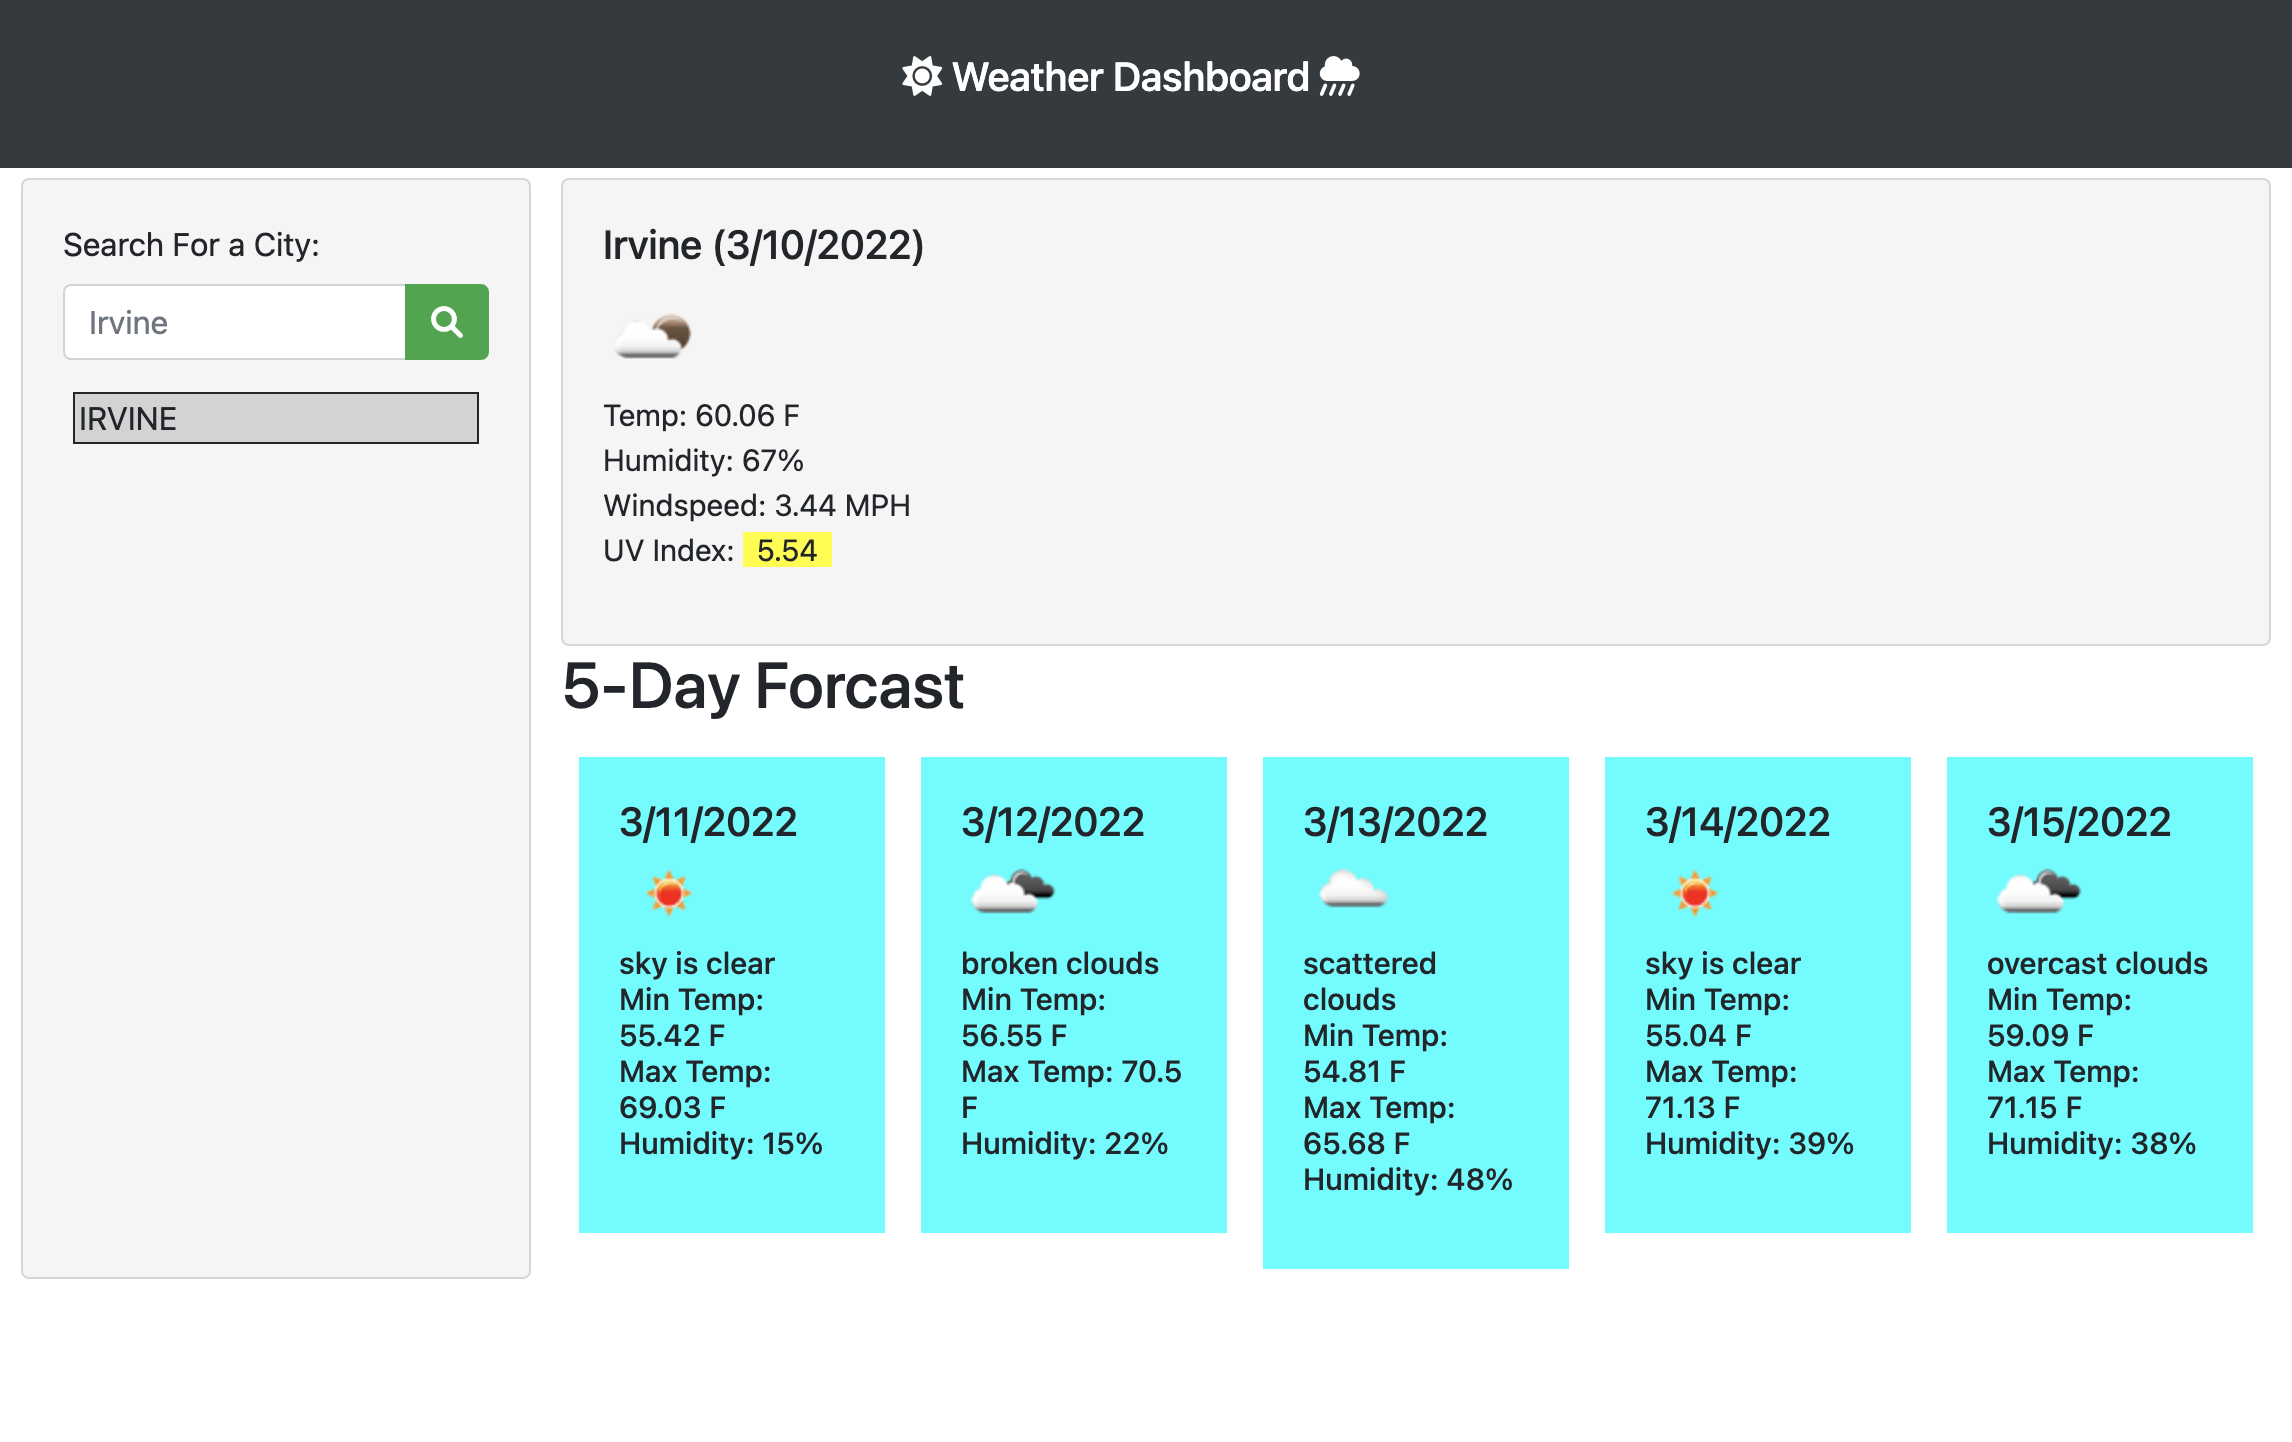 Weather Dashboard
Search For a City:
Irvine
IRVINE
Irvine (3/10/2022)
Temp: 60.06 F
Humidity: 67%
Windspeed: 3.44 MPH
UV Index: 5.54
5-Day Forcast
3/11/2022
sky is clear
Min Temp:
55.42 F
Max Temp:
69.03 F
Humidity: 15%
3/12/2022
broken clouds
Min Temp:
56.55 F
Max Temp: 70.5
F
Humidity: 22%
3/13/2022
scattered
clouds
Min Temp:
54.81 F
Max Temp:
65.68 F
Humidity: 48%
3/14/2022
sky is clear
Min Temp:
55.04 F
Max Temp:
71.13 F
Humidity: 39%
3/15/2022
overcast clouds
Min Temp:
59.09 F
Max Temp:
71.15 F
Humidity: 38%